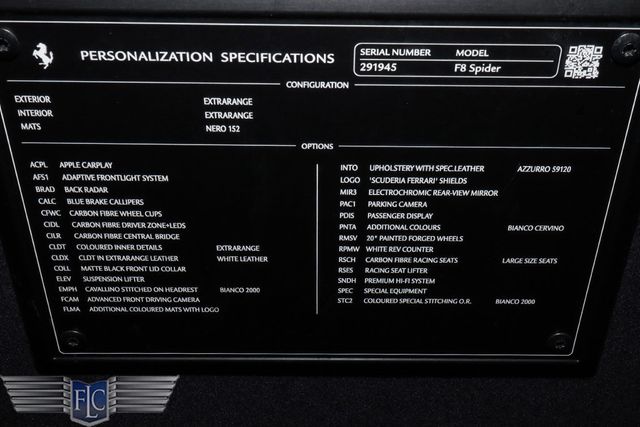 PERSONALIZATION SPECIFICATIONS
SERIAL NUMBER MODEL
291945 F8 Spider
CONFIGURATION
EXTERIOR EXTRARANGE
INTERIOR EXTRARANGE
MATS NERO 152
OPTIONS
ACPL APPLE CARPLAY
AFS1 ADAPTIVE FRONTLIGHT SYSTEM
BRAD BACK RADAR
CALC BLUE BRAKE CALLIPERS
CFWC CARBON FIBRE WHEEL CUPS
CIDL CARBON FIBRE DRIVER ZONE+LEDS
CILR CARBON FIBRE CENTRAL BRIDGE
CLDT COLOURED INNER DETAILS EXTRARANGE
CLDX CLDT IN EXTRARANGE LEATHER WHITE LEATHER
COLL MATTE BLACK FRONT LID COLLAR
ELEV SUSPENSION LIFTER
EMPH CAVALLINO STITCHED ON HEADREST BIANCO 2000
FCAM ADVANCED FRONT DRIVING CAMERA
FLMA ADDITIONAL COLOURED MATS WITH LOGO
INTO UPHOLSTERY WITH SPEC.LEATHER AZZURRO 59120
LOGO 'SCUDERIA FERRARI' SHIELDS
MIR3 ELECTROCHROMIC REAR-VIEW MIRROR
PAC1 PARKING CAMERA
PDIS PASSENGER DISPLAY
PNTA ADDITIONAL COLOURS BIANCO CERVINO
RMSV 20" PAINTED FORGED WHEELS
RPMW WHITE REV COUNTER
RSCH CARBON FIBRE RACING SEATS LARGE SIZE SEATS
RSES RACING SEAT LIFTER
SNDH PREMIUM HI-FI SYSTEM
SPEC SPECIAL EQUIPMENT
STC2 COLOURED SPECIAL STITCHING O.R. BIANCO 2000
FLC